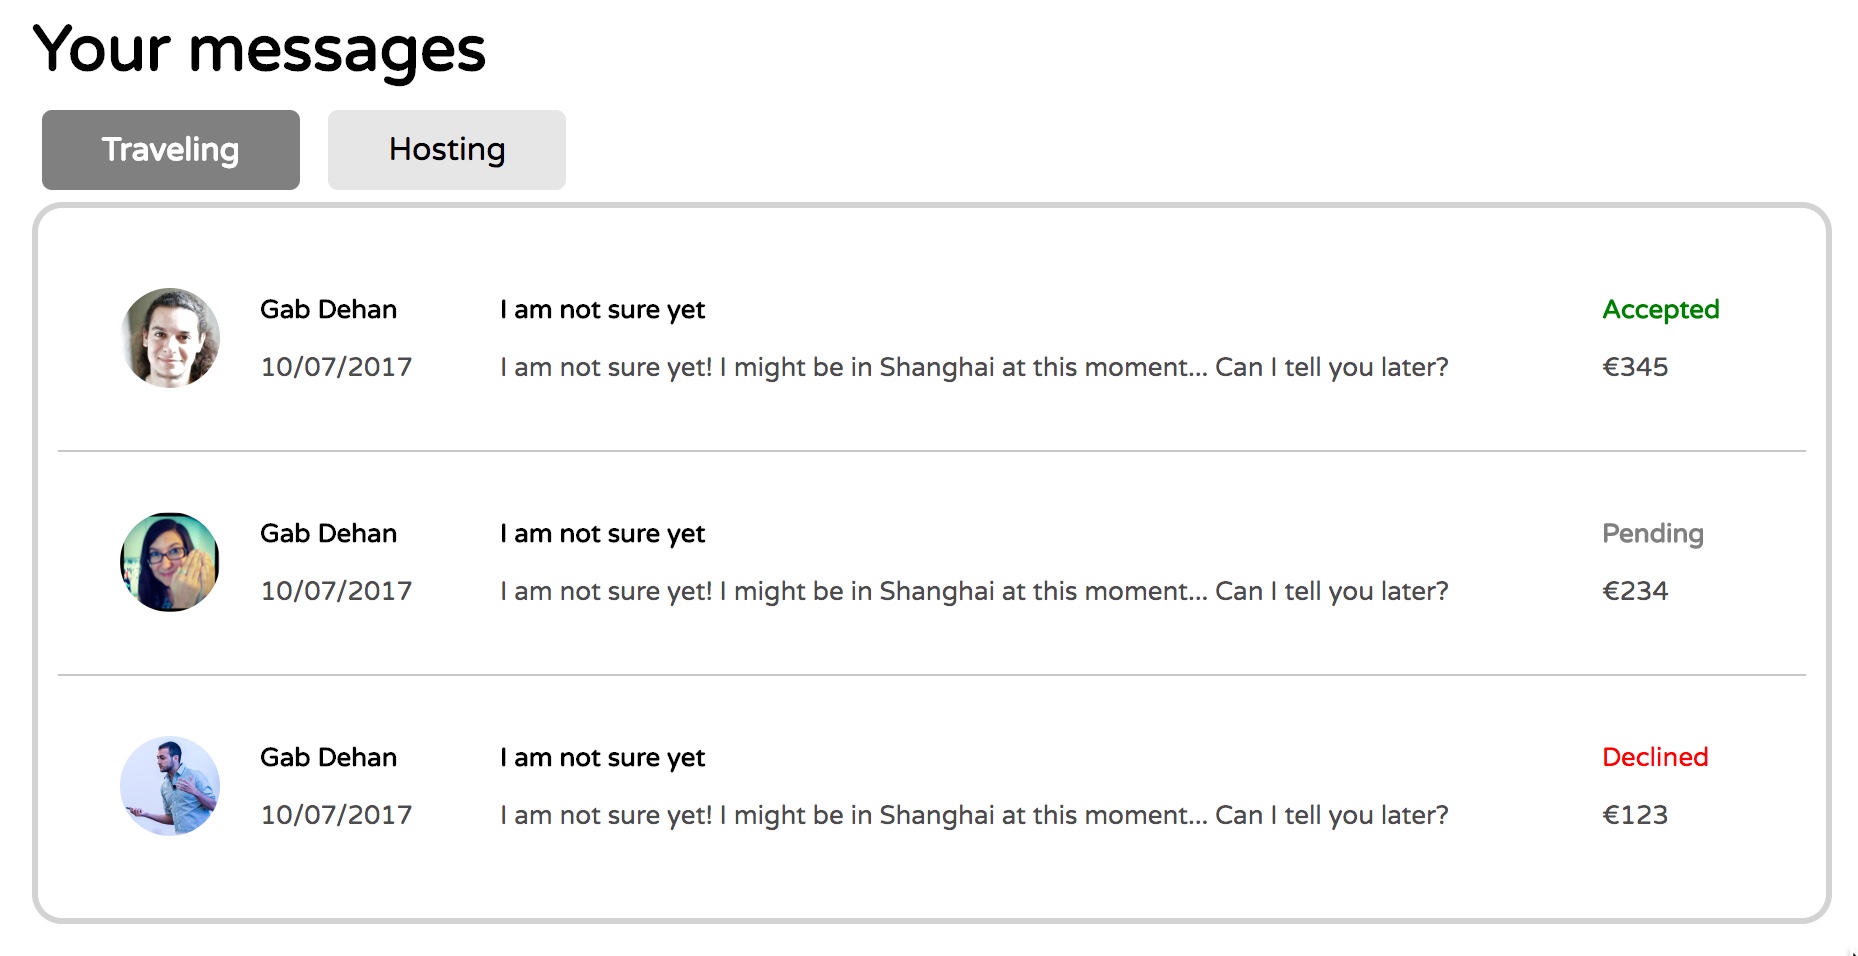 Your messages
Traveling Hosting
Gab Dehan I am not sure yet Accepted
10/07/2017 I am not sure yet! I might be in Shanghai at this moment... Can I tell you later? €345
Gab Dehan I am not sure yet Pending
10/07/2017 I am not sure yet! I might be in Shanghai at this moment... Can I tell you later? €234
Gab Dehan I am not sure yet Declined
10/07/2017 I am not sure yet! I might be in Shanghai at this moment... Can I tell you later? €123